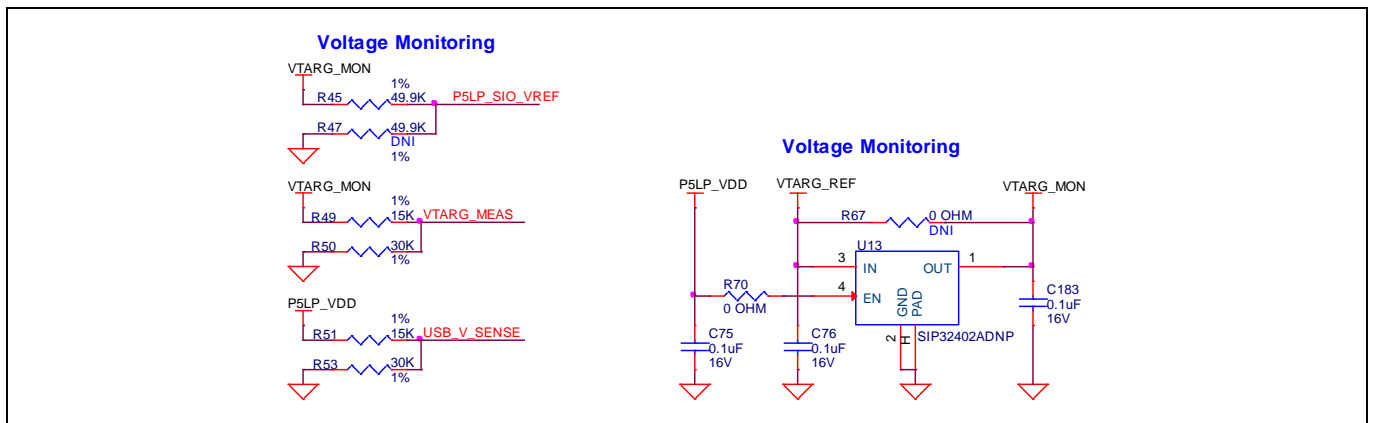 Voltage Monitoring
VTARG_MON
1%
R45 49.9K P5LP_SIO_VREF
R47 49.9K
DNI
1%
VTARG_MON
1%
R49 15K VTARG_MEAS
R50 30K
1%
P5LP_VDD
1%
R51 15K USB_V_SENSE
R53 30K
1%
Voltage Monitoring
P5LP_VDD VTARG_REF VTARG_MON
R67 0 OHM
DNI
U13
3 IN OUT 1
R70 4 EN
0 OHM
GND
PAD
2 H SIP32402ADNP
C75
0.1uF
16V
C76
0.1uF
16V
C183
0.1uF
16V